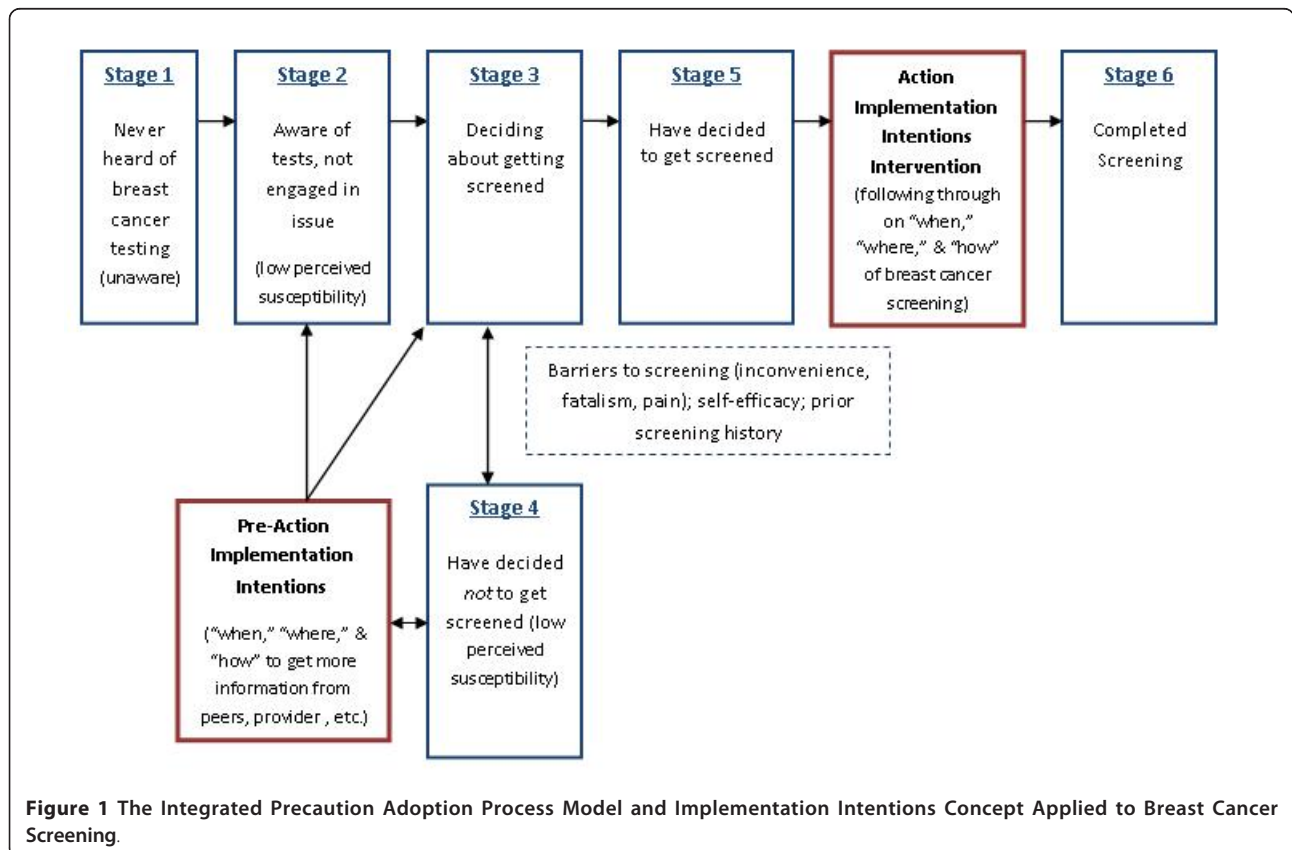 Stage 1
Never
heard of
breast
cancer
testing
(unaware)
Stage 2
Aware of
tests, not
engaged in
issue
(low perceived
susceptibility)
Stage 3
Deciding
about getting
screened
Stage 5
Have decided
to get screened
Action
Implementation
Intentions
Intervention
(following through
on “when,”
“where,” & “how”
of breast cancer
screening)
Stage 6
Completed
Screening
Barriers to screening (inconvenience,
fatalism, pain); self-efficacy; prior
screening history
Pre-Action
Implementation
Intentions
(“when,” “where,” &
“how” to get more
information from
peers, provider , etc.)
Stage 4
Have decided
not to get
screened (low
perceived
susceptibility)
Figure 1 The Integrated Precaution Adoption Process Model and Implementation Intentions Concept Applied to Breast Cancer
Screening.